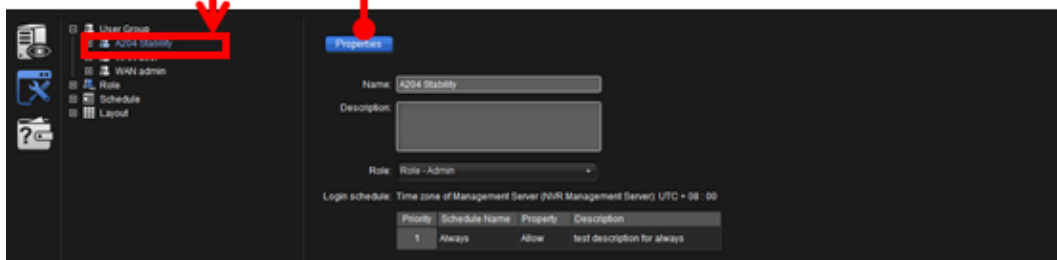 User Group
A204 Stability
WAN admin
Role
Schedule
Layout
Properties
Name: A204 Stability
Description:
Role: Role - Admin
Login schedule: Time zone of Management Server (NVR Management Server): UTC + 08 : 00
Priority Schedule Name Property Description
1 Always Allow test description for always